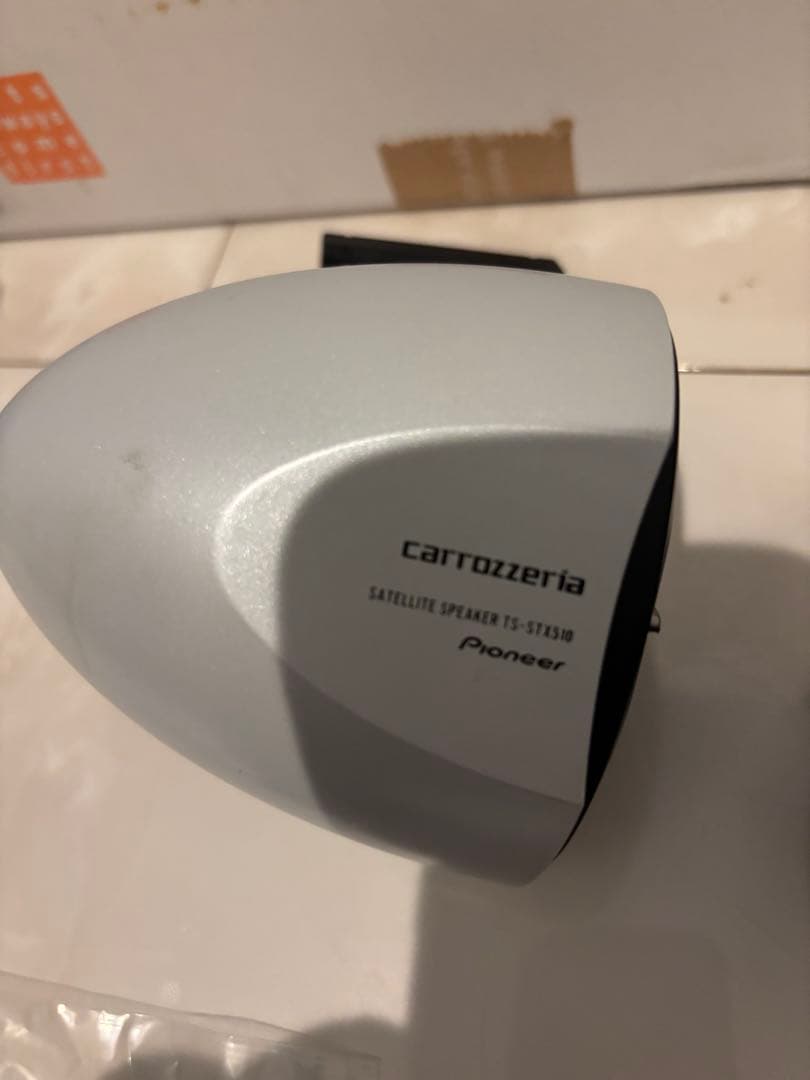 carrozzeria
SATELLITE SPEAKER TS-STX510
Pioneer